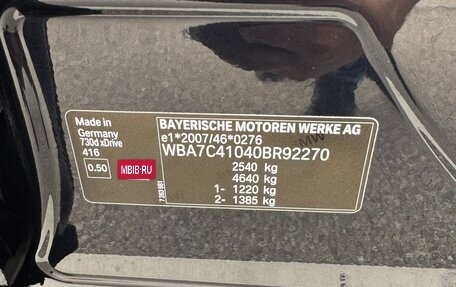 Made in
Germany
730d xDrive
416
0.50
MBIB·RU
BAYERISCHE MOTOREN WERKE AG
e1*2007/46*0276
WBA7C41040BR92270
2540 kg
4640 kg
1- 1220 kg
2- 1385 kg